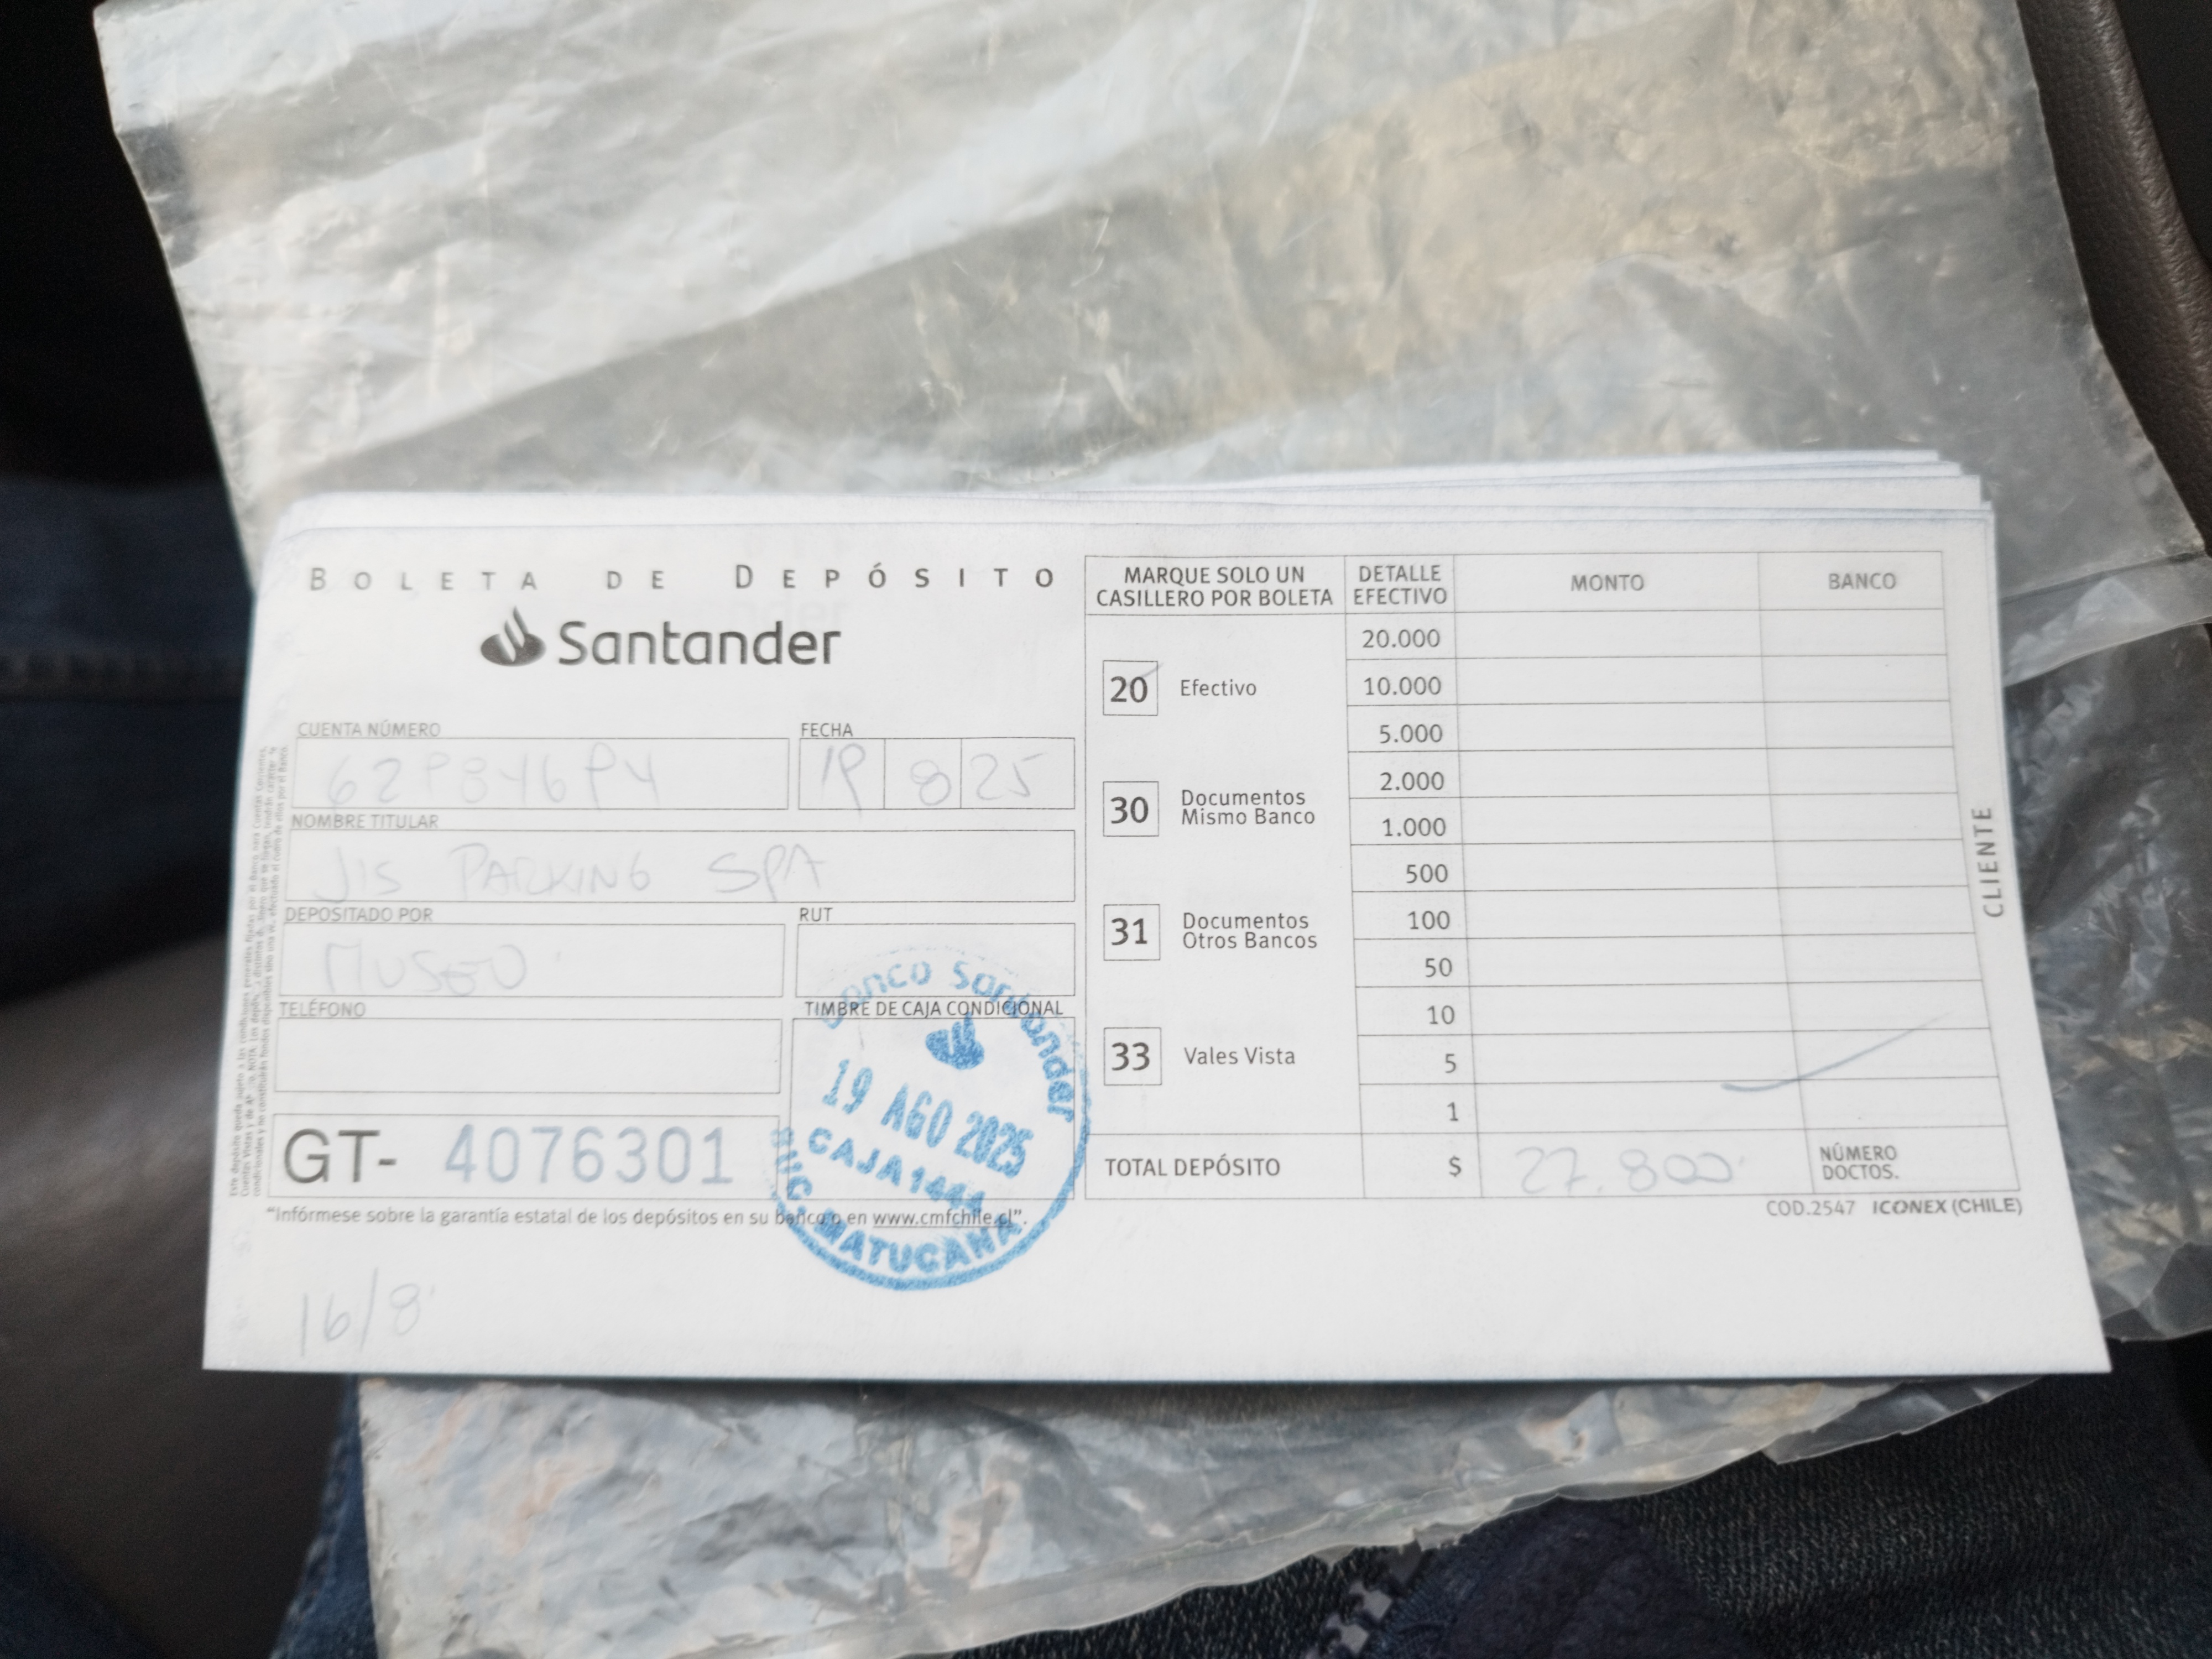 BOLETA DE DEPÓSITO
Santander
CUENTA NÚMERO
62984694
FECHA
19 8 25
NOMBRE TITULAR
JIS PARKING SPA
DEPOSITADO POR
MUSEO
RUT
TELÉFONO
TIMBRE DE CAJA CONDICIONAL
Banco Santander
19 AGO 2025
CAJA 1444
SUC. MATUCANA
GT- 4076301
"Infórmese sobre la garantía estatal de los depósitos en su banco o en www.cmfchile.cl".
16/8
MARQUE SOLO UN
CASILLERO POR BOLETA
20 Efectivo
30 Documentos
Mismo Banco
31 Documentos
Otros Bancos
33 Vales Vista
DETALLE
EFECTIVO
MONTO
BANCO
20.000
10.000
5.000
2.000
1.000
500
100
50
10
5
1
TOTAL DEPÓSITO $ 27.800
NÚMERO
DOCTOS.
COD.2547 ICONEX (CHILE)
CLIENTE